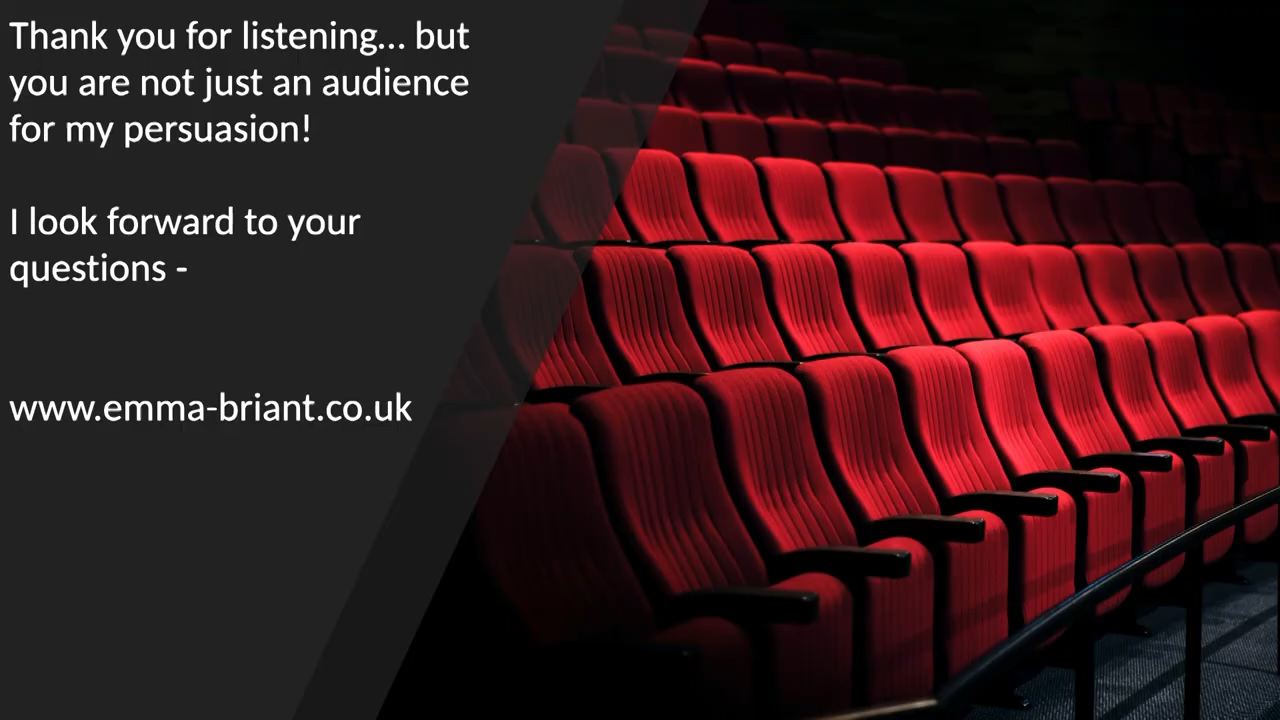 Thank you for listening... but
you are not just an audience
for my persuasion!
I look forward to your
questions -
www.emma-briant.co.uk